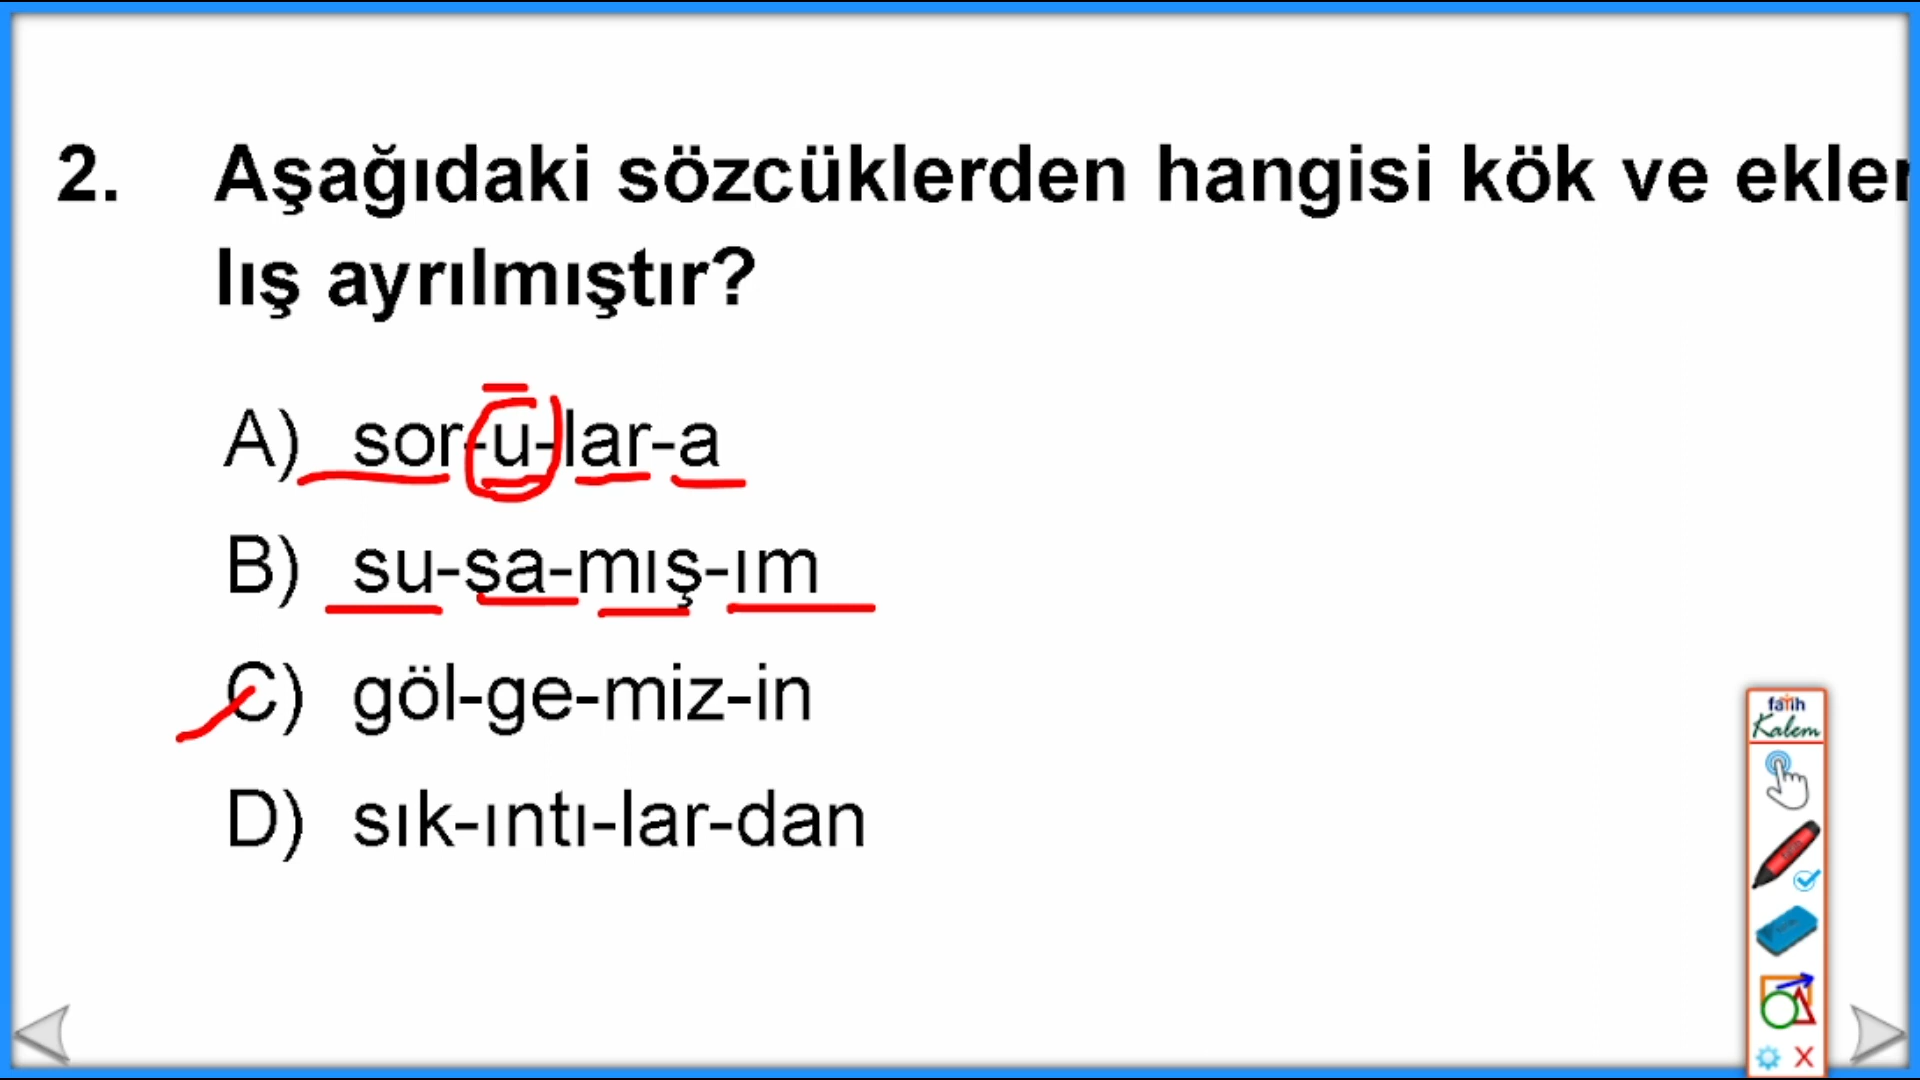 2. Aşağıdaki sözcüklerden hangisi kök ve ekler
lış ayrılmıştır?
A) sor-u-lar-a
B) su-sa-mış-ım
C) göl-ge-miz-in
D) sık-ıntı-lar-dan
fatih
Kalem